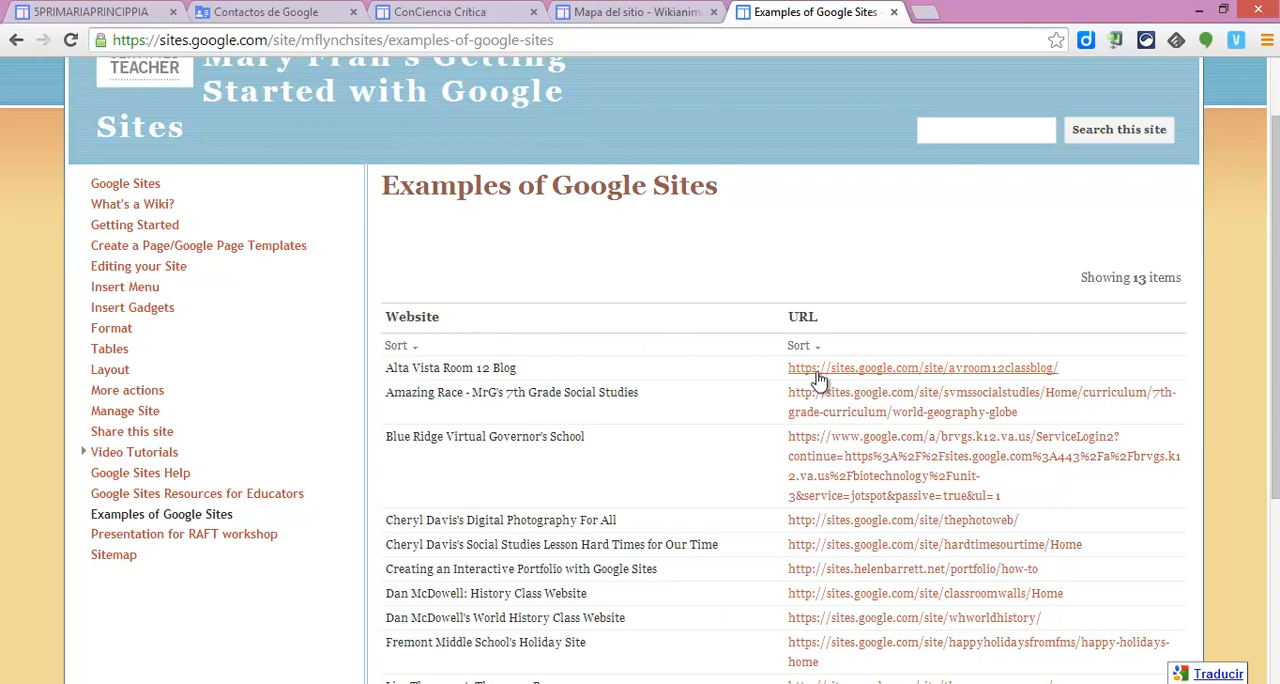 5PRIMARIAPRINCIPPIA
Contactos de Google
ConCiencia Crítica
Mapa del sitio - Wikianim
Examples of Google Sites -
https://sites.google.com/site/mflynchsites/examples-of-google-sites
TEACHER
Mary Fran's Getting
Started with Google
Sites
Search this site
Google Sites
What's a Wiki?
Getting Started
Create a Page/Google Page Templates
Editing your Site
Insert Menu
Insert Gadgets
Format
Tables
Layout
More actions
Manage Site
Share this site
Video Tutorials
Google Sites Help
Google Sites Resources for Educators
Examples of Google Sites
Presentation for RAFT workshop
Sitemap
Examples of Google Sites
Showing 13 items
Website URL
Sort Sort
Alta Vista Room 12 Blog https://sites.google.com/site/avroom12classblog/
Amazing Race - MrG's 7th Grade Social Studies http://sites.google.com/site/svmssocialstudies/Home/curriculum/7th-
grade-curriculum/world-geography-globe
Blue Ridge Virtual Governor's School https://www.google.com/a/brvgs.k12.va.us/ServiceLogin2?
continue=https%3A%2F%2Fsites.google.com%3A443%2Fa%2Fbrvgs.k1
2.va.us%2Fbiotechnology%2Funit-
3&service=jotspot&passive=true&ul=1
Cheryl Davis's Digital Photography For All http://sites.google.com/site/thephotoweb/
Cheryl Davis's Social Studies Lesson Hard Times for Our Time http://sites.google.com/site/hardtimesourtime/Home
Creating an Interactive Portfolio with Google Sites http://sites.helenbarrett.net/portfolio/how-to
Dan McDowell: History Class Website http://sites.google.com/site/classroomwalls/Home
Dan McDowell's World History Class Website http://sites.google.com/site/whworldhistory/
Fremont Middle School's Holiday Site https://sites.google.com/site/happyholidaysfromfms/happy-holidays-
home
Traducir